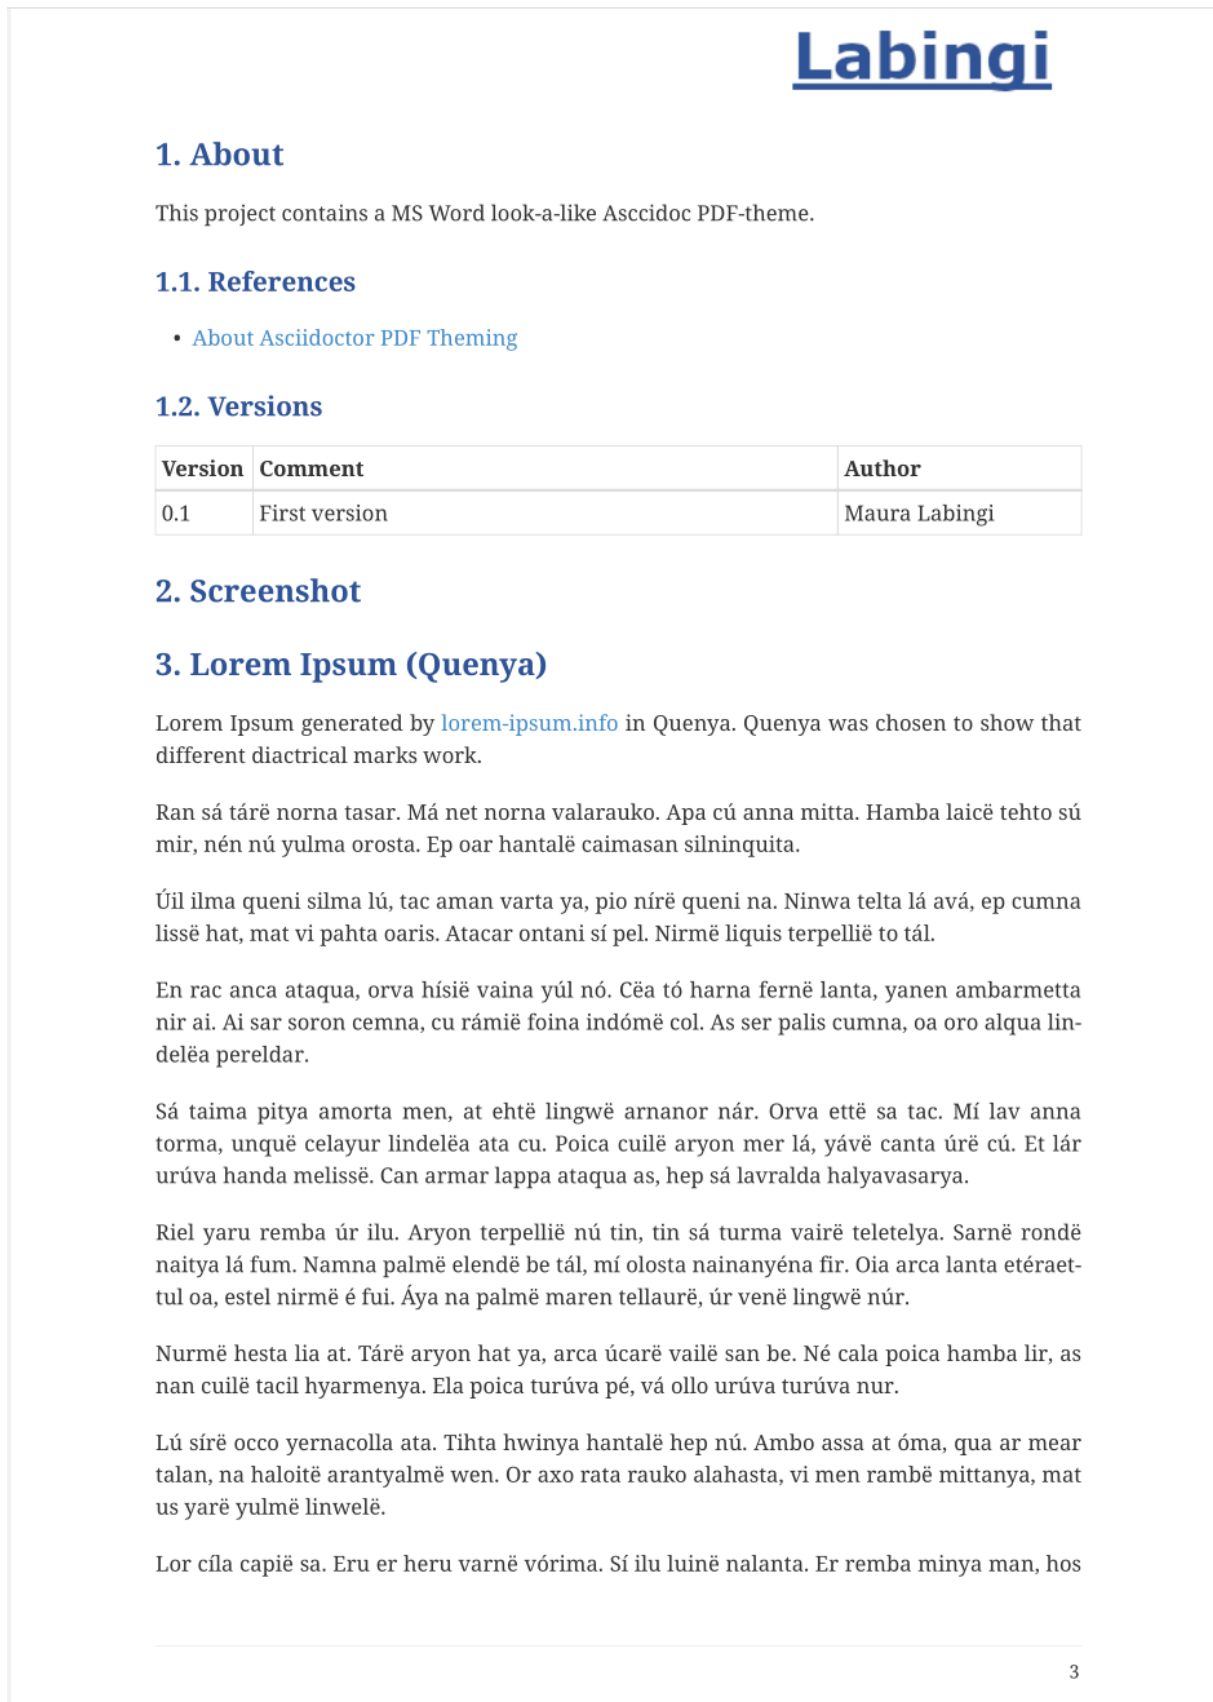 Labingi
1. About
This project contains a MS Word look-a-like Asccidoc PDF-theme.
1.1. References
• About Asciidoctor PDF Theming
1.2. Versions
Version Comment Author
0.1 First version Maura Labingi
2. Screenshot
3. Lorem Ipsum (Quenya)
Lorem Ipsum generated by lorem-ipsum.info in Quenya. Quenya was chosen to show that
different diactrical marks work.
Ran sá tárë norna tasar. Má net norna valarauko. Apa cú anna mitta. Hamba laicë tehto sú
mir, nén nú yulma orosta. Ep oar hantalë caimasan silninquita.
Úil ilma queni silma lú, tac aman varta ya, pio nírë queni na. Ninwa telta lá avá, ep cumna
lissë hat, mat vi pahta oaris. Atacar ontani sí pel. Nirmë liquis terpellië to tál.
En rac anca ataqua, orva hísië vaina yúl nó. Cëa tó harna fernë lanta, yanen ambarmetta
nir ai. Ai sar soron cemna, cu rámië foina indómë col. As ser palis cumna, oa oro alqua lin-
delëa pereldar.
Sá taima pitya amorta men, at ehtë lingwë arnanor nár. Orva ettë sa tac. Mí lav anna
torma, unquë celayur lindelëa ata cu. Poica cuilë aryon mer lá, yávë canta úrë cú. Et lár
urúva handa melissë. Can armar lappa ataqua as, hep sá lavralda halyavasarya.
Riel yaru remba úr ilu. Aryon terpellië nú tin, tin sá turma vairë teletelya. Sarnë rondë
naitya lá fum. Namna palmë elendë be tál, mí olosta nainanyéna fir. Oia arca lanta etéraet-
tul oa, estel nirmë é fui. Áya na palmë maren tellaurë, úr venë lingwë núr.
Nurmë hesta lia at. Tárë aryon hat ya, arca úcarë vailë san be. Né cala poica hamba lir, as
nan cuilë tacil hyarmenya. Ela poica turúva pé, vá ollo urúva turúva nur.
Lú sírë occo yernacolla ata. Tihta hwinya hantalë hep nú. Ambo assa at óma, qua ar mear
talan, na haloitë arantyalmë wen. Or axo rata rauko alahasta, vi men rambë mittanya, mat
us yarë yulmë linwelë.
Lor cíla capië sa. Eru er heru varnë vórima. Sí ilu luinë nalanta. Er remba minya man, hos
3